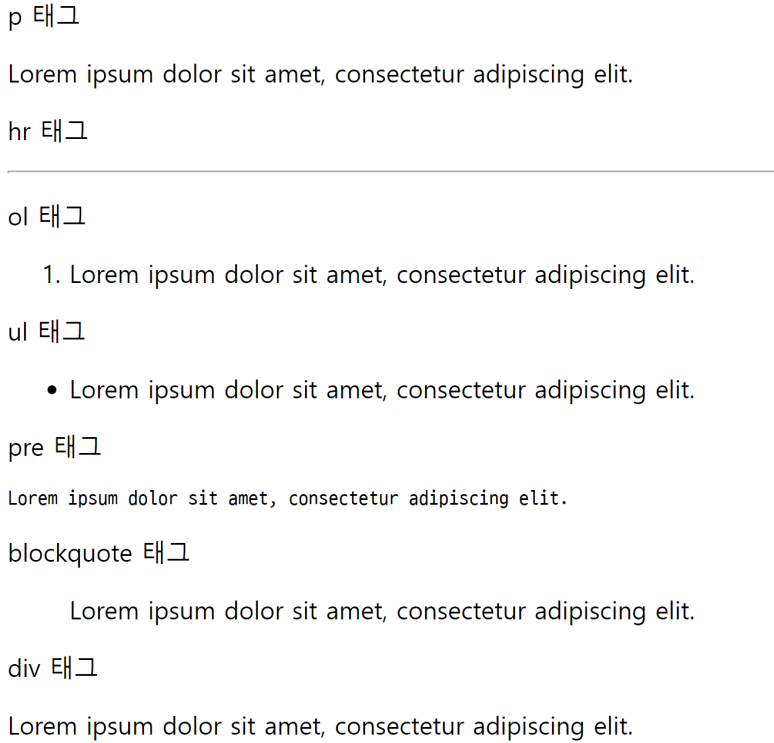 p 태그
Lorem ipsum dolor sit amet, consectetur adipiscing elit.
hr 태그
ol 태그
1. Lorem ipsum dolor sit amet, consectetur adipiscing elit.
ul 태그
• Lorem ipsum dolor sit amet, consectetur adipiscing elit.
pre 태그
Lorem ipsum dolor sit amet, consectetur adipiscing elit.
blockquote 태그
Lorem ipsum dolor sit amet, consectetur adipiscing elit.
div 태그
Lorem ipsum dolor sit amet, consectetur adipiscing elit.